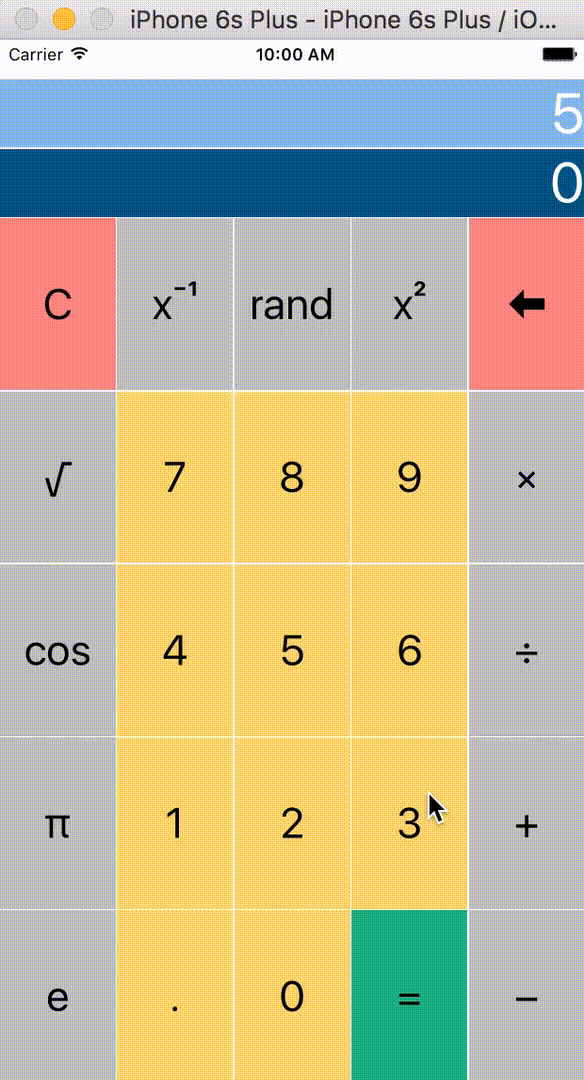 iPhone 6s Plus - iPhone 6s Plus / iO...
Carrier 10:00 AM
5
0
C x⁻¹ rand x² ⬅
√ 7 8 9 ×
cos 4 5 6 ÷
π 1 2 3 +
e . 0 = −